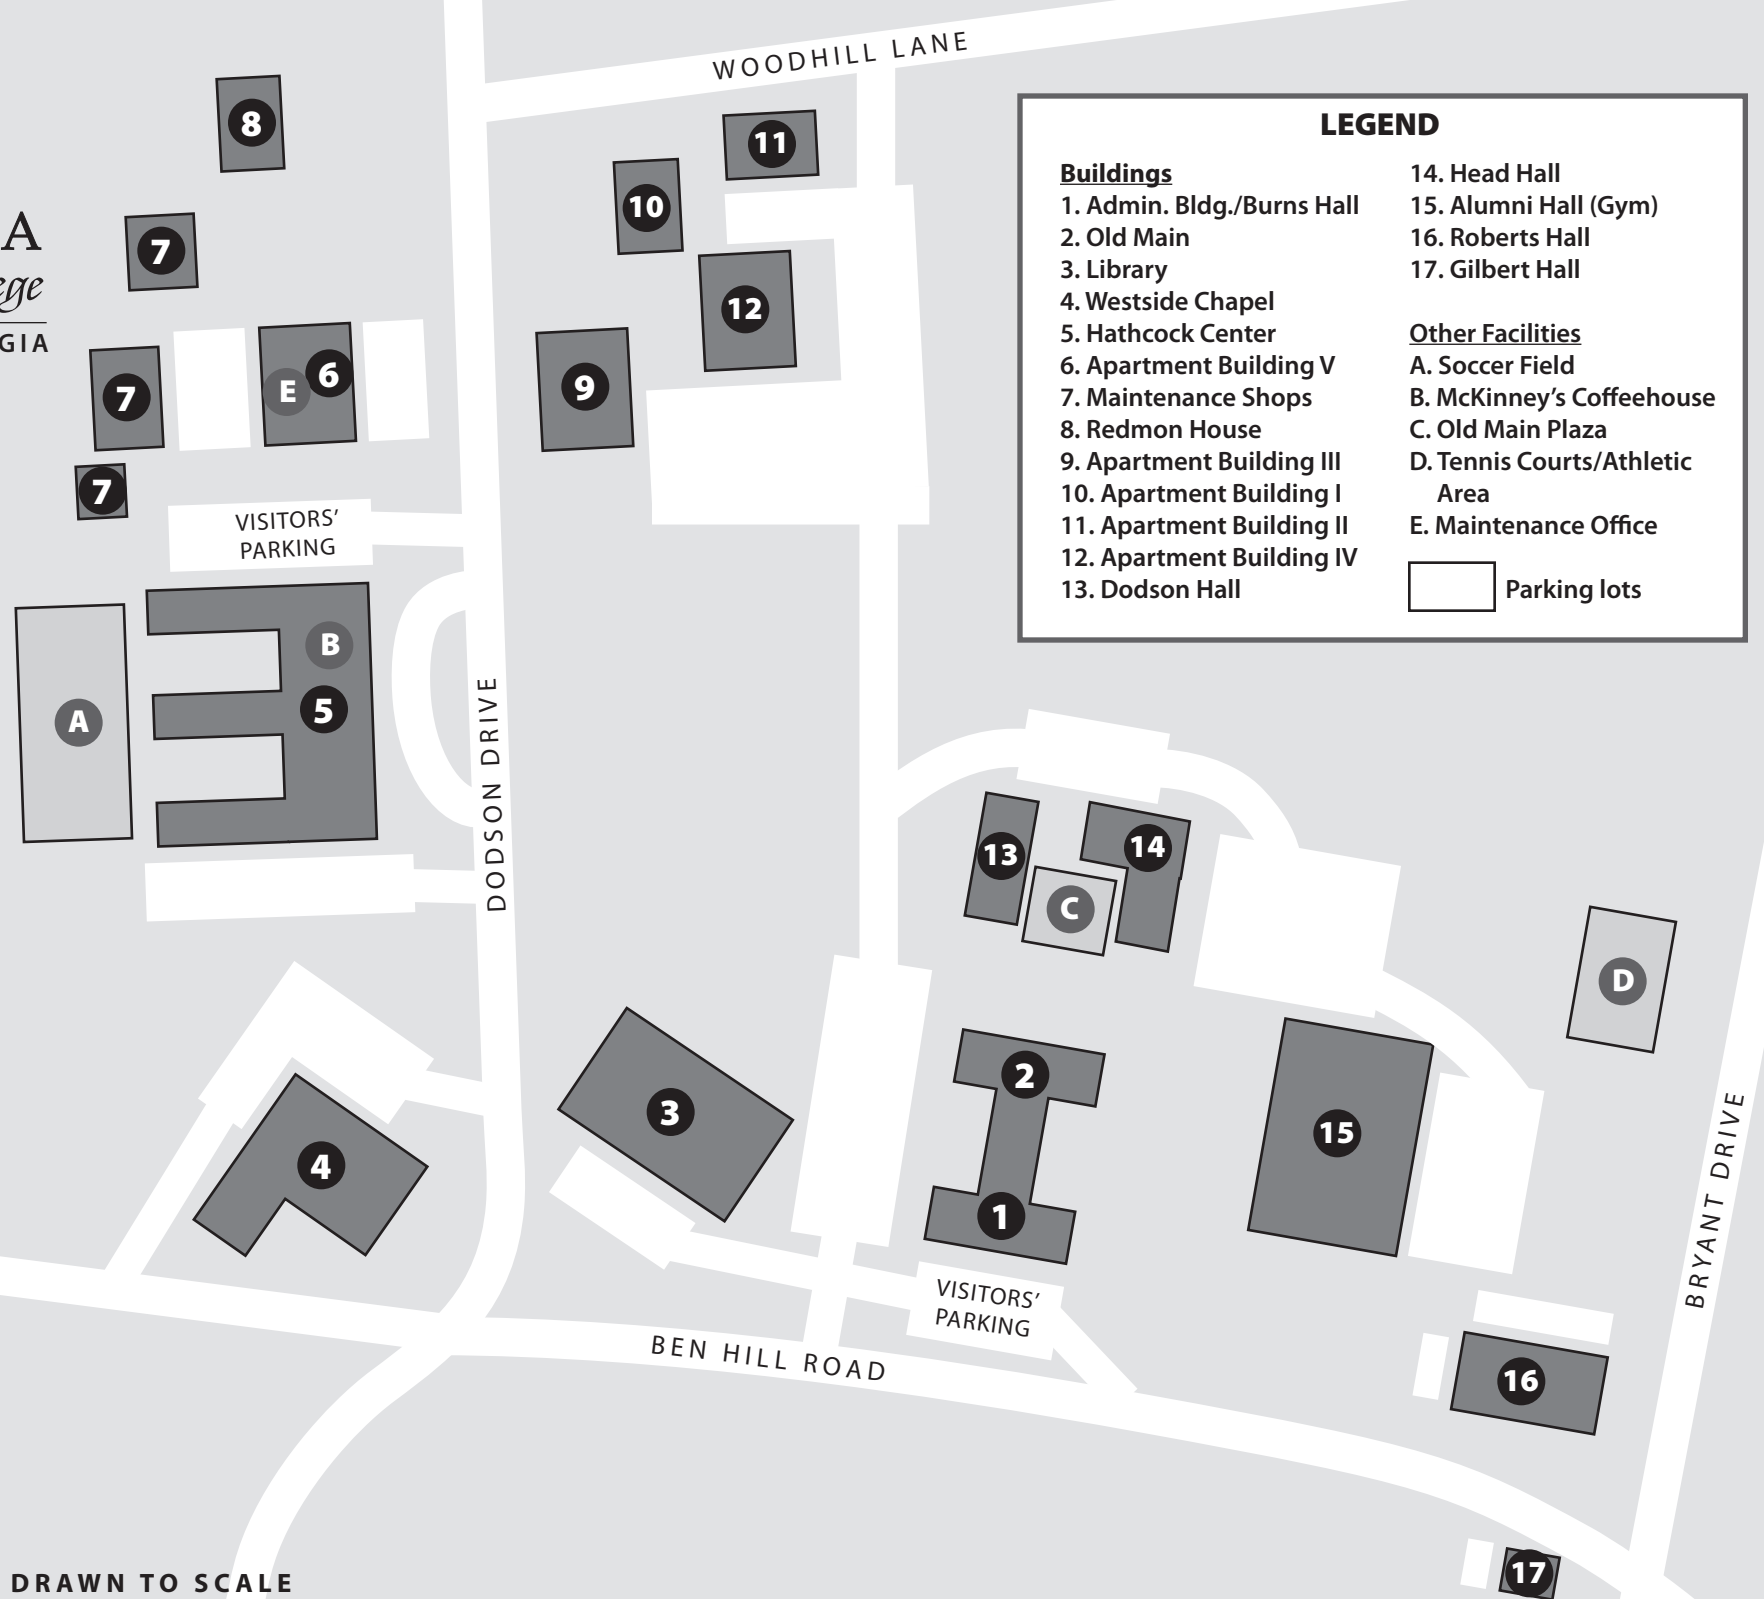 WOODHILL LANE
8
11
10
7
A
ege
GIA
12
6
E
7
9
7
VISITORS’
PARKING
B
5
A
DODSON DRIVE
13
14
C
D
3
2
4
15
1
BRYANT DRIVE
VISITORS’
PARKING
BEN HILL ROAD
16
17
DRAWN TO SCALE
LEGEND
Buildings
1. Admin. Bldg./Burns Hall
2. Old Main
3. Library
4. Westside Chapel
5. Hathcock Center
6. Apartment Building V
7. Maintenance Shops
8. Redmon House
9. Apartment Building III
10. Apartment Building I
11. Apartment Building II
12. Apartment Building IV
13. Dodson Hall
14. Head Hall
15. Alumni Hall (Gym)
16. Roberts Hall
17. Gilbert Hall
Other Facilities
A. Soccer Field
B. McKinney’s Coffeehouse
C. Old Main Plaza
D. Tennis Courts/Athletic
Area
E. Maintenance Office
Parking lots